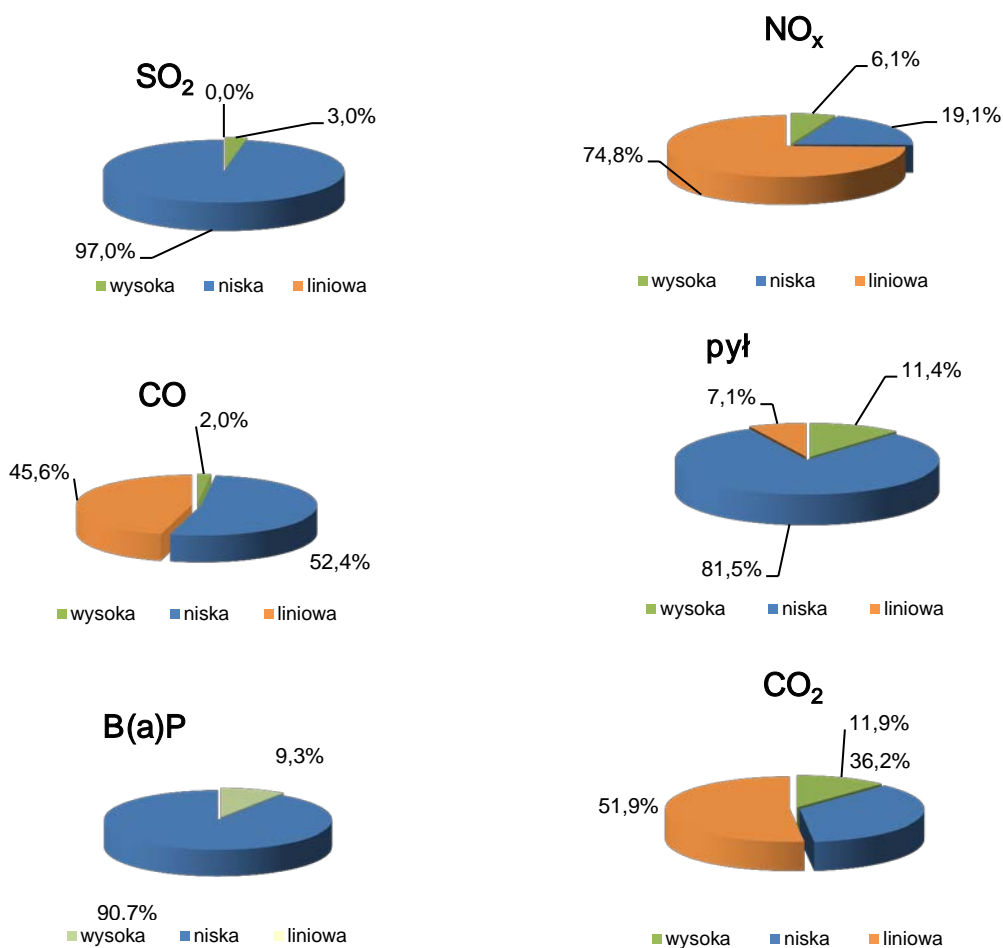 SO₂
0,0%
3,0%
97,0%
wysoka niska liniowa
NOₓ
6,1%
19,1%
74,8%
wysoka niska liniowa
CO
2,0%
45,6%
52,4%
wysoka niska liniowa
pył
11,4%
7,1%
81,5%
wysoka niska liniowa
B(a)P
9,3%
90,7%
wysoka niska liniowa
CO₂
11,9%
36,2%
51,9%
wysoka niska liniowa